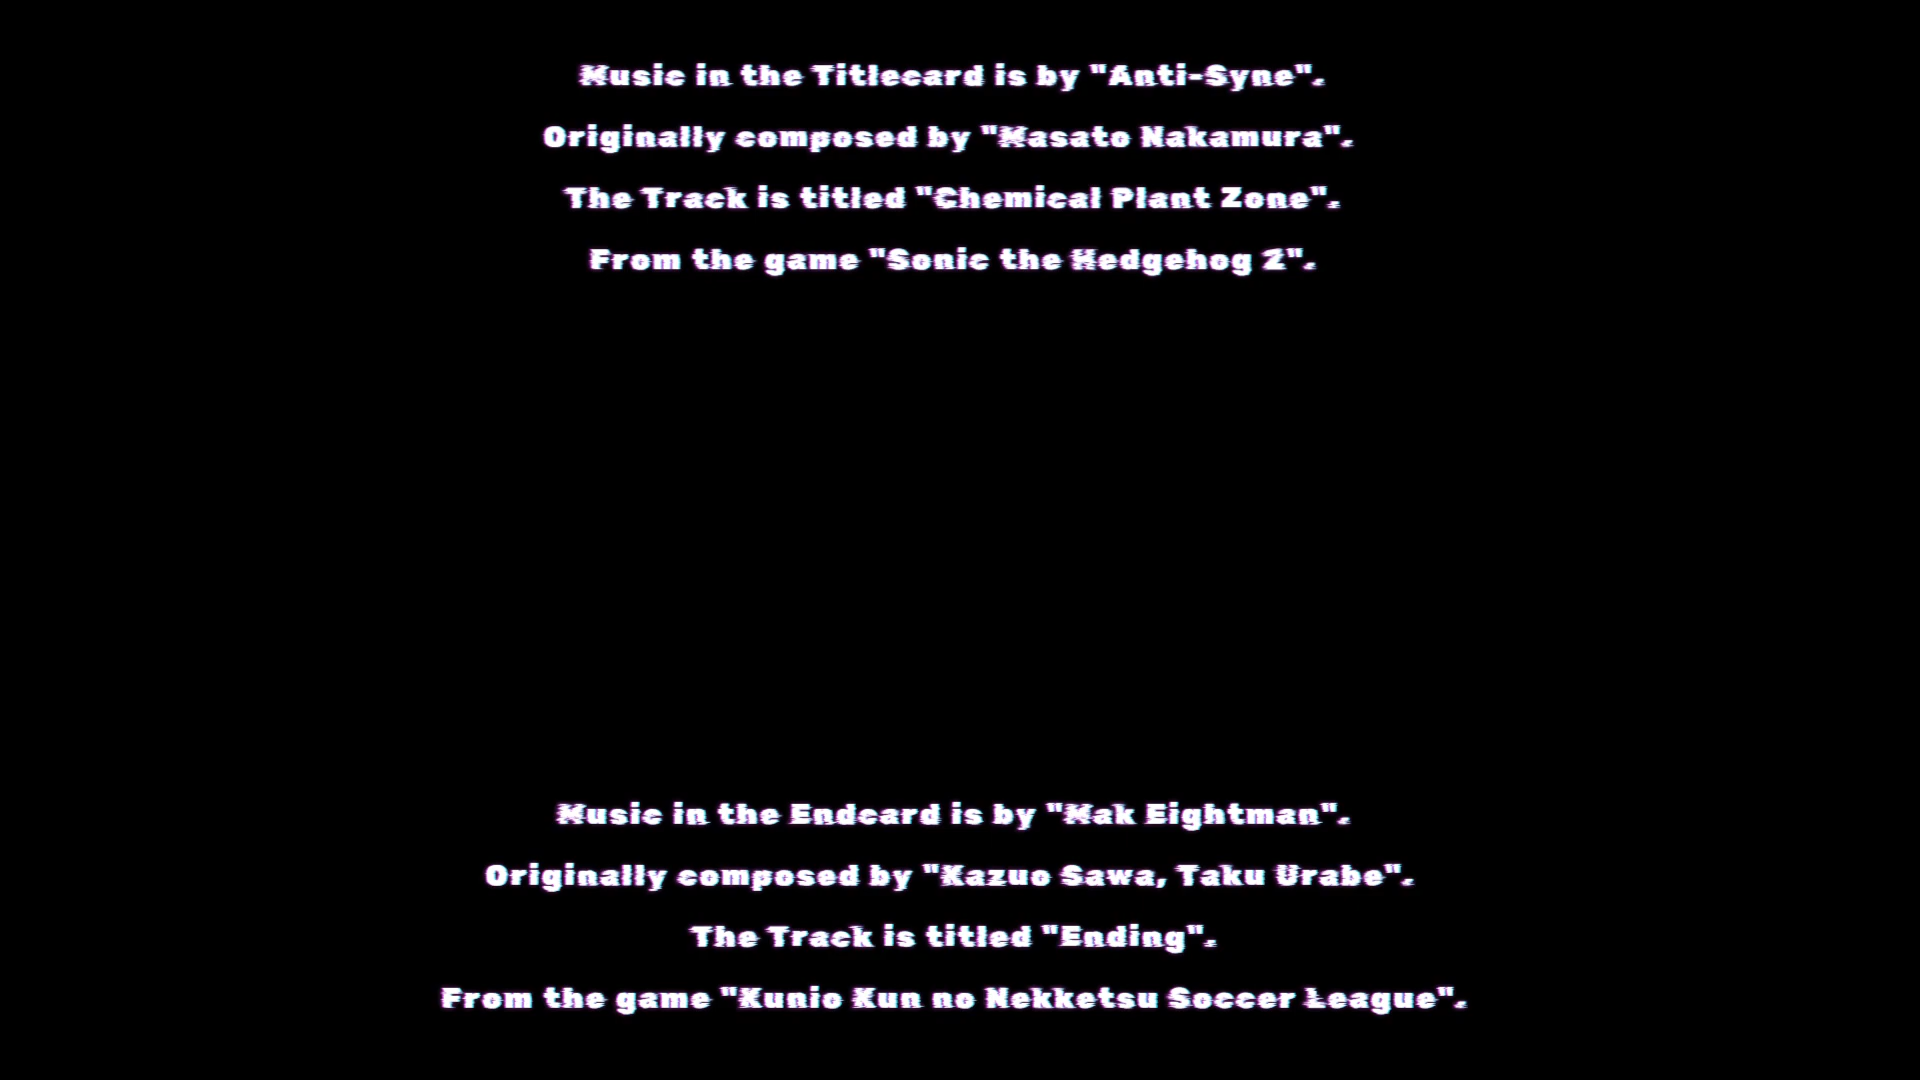 Music in the Titlecard is by "Anti-Syne".
Originally composed by "Masato Nakamura".
The Track is titled "Chemical Plant Zone".
From the game "Sonic the Hedgehog 2".
Music in the Endcard is by "Mak Eightman".
Originally composed by "Kazuo Sawa, Taku Urabe".
The Track is titled "Ending".
From the game "Kunio Kun no Nekketsu Soccer League".